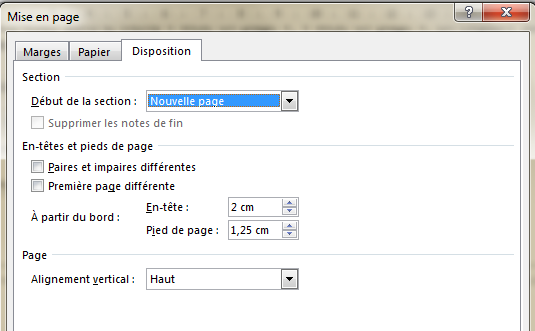 Mise en page
Marges Papier Disposition
Section
Début de la section : Nouvelle page
Supprimer les notes de fin
En-têtes et pieds de page
Paires et impaires différentes
Première page différente
À partir du bord :
En-tête : 2 cm
Pied de page : 1,25 cm
Page
Alignement vertical : Haut